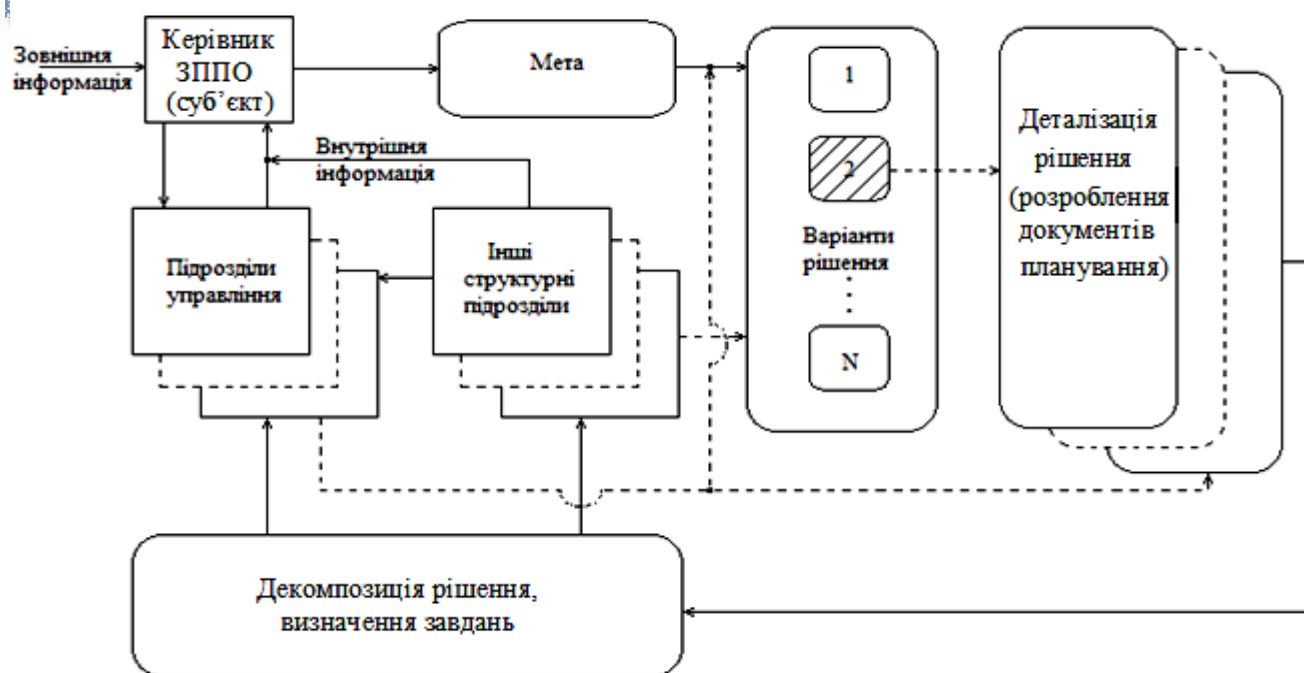 Зовнішня
інформація
Керівник
ЗППО
(суб’єкт)
Мета
Внутрішня
інформація
Підрозділи
управління
Інші
структурні
підрозділи
1
2
Варіанти
рішення
N
Деталізація
рішення
(розроблення
документів
планування)
Декомпозиція рішення,
визначення завдань